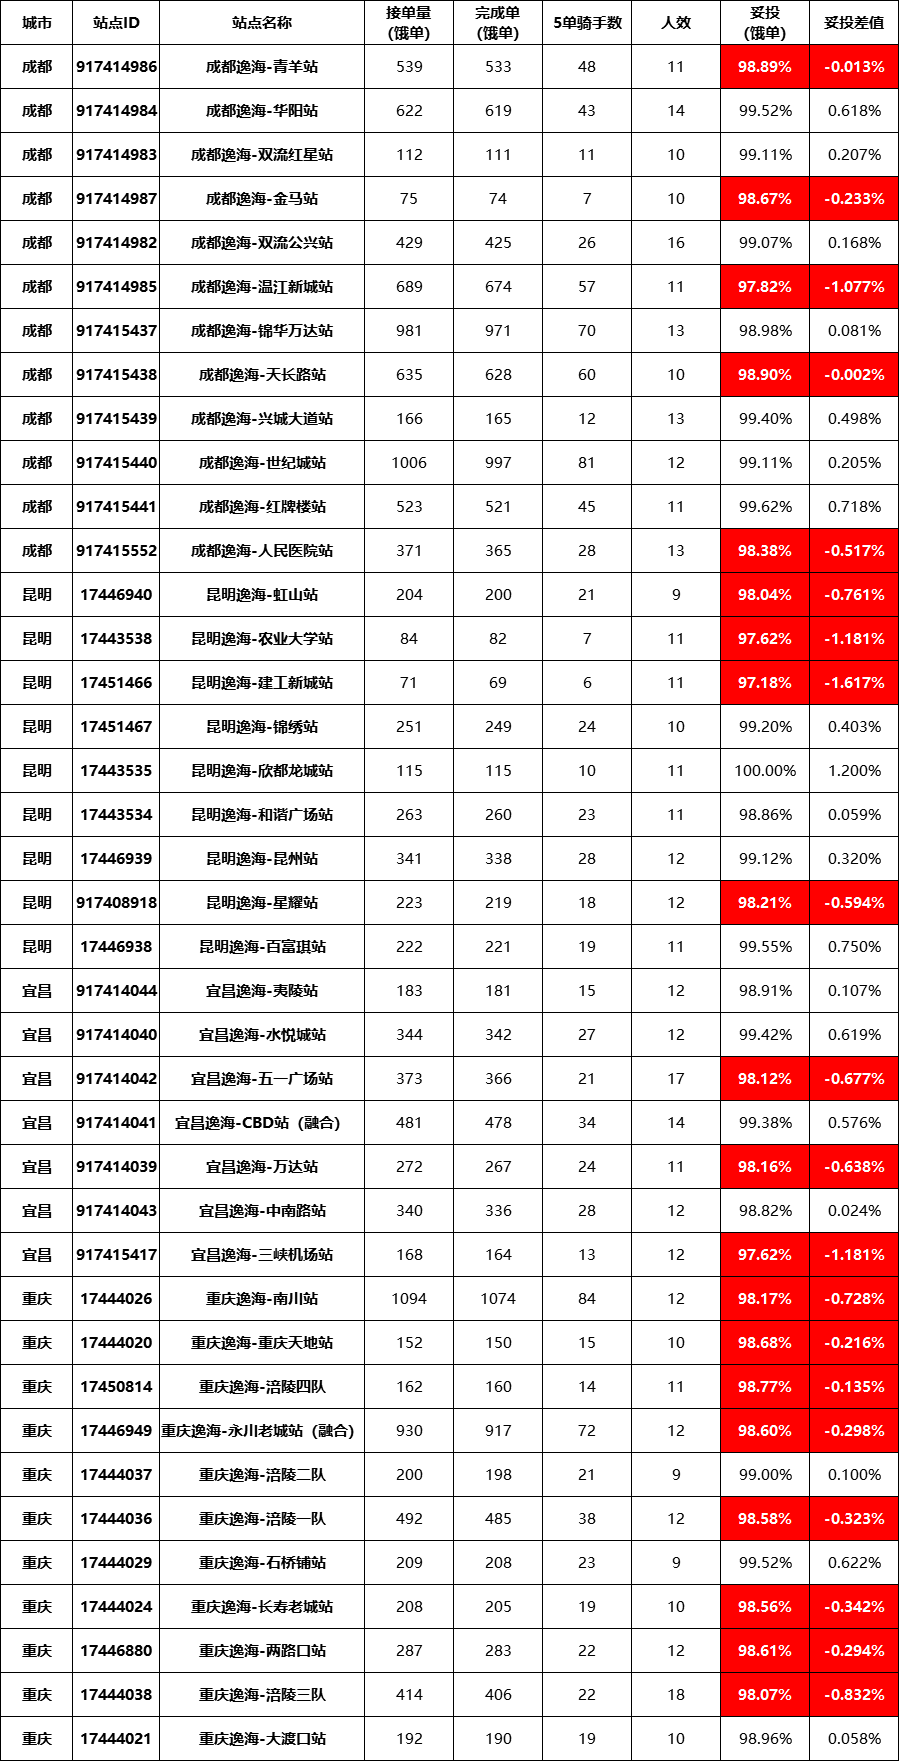 城市 站点ID 站点名称 接单量（饿单） 完成单（饿单） 5单骑手数 人效 妥投（饿单） 妥投差值
成都 917414986 成都逸海-青羊站 539 533 48 11 98.89% -0.013%
成都 917414984 成都逸海-华阳站 622 619 43 14 99.52% 0.618%
成都 917414983 成都逸海-双流红星站 112 111 11 10 99.11% 0.207%
成都 917414987 成都逸海-金马站 75 74 7 10 98.67% -0.233%
成都 917414982 成都逸海-双流公兴站 429 425 26 16 99.07% 0.168%
成都 917414985 成都逸海-温江新城站 689 674 57 11 97.82% -1.077%
成都 917415437 成都逸海-锦华万达站 981 971 70 13 98.98% 0.081%
成都 917415438 成都逸海-天长路站 635 628 60 10 98.90% -0.002%
成都 917415439 成都逸海-兴城大道站 166 165 12 13 99.40% 0.498%
成都 917415440 成都逸海-世纪城站 1006 997 81 12 99.11% 0.205%
成都 917415441 成都逸海-红牌楼站 523 521 45 11 99.62% 0.718%
成都 917415552 成都逸海-人民医院站 371 365 28 13 98.38% -0.517%
昆明 17446940 昆明逸海-虹山站 204 200 21 9 98.04% -0.761%
昆明 17443538 昆明逸海-农业大学站 84 82 7 11 97.62% -1.181%
昆明 17451466 昆明逸海-建工新城站 71 69 6 11 97.18% -1.617%
昆明 17451467 昆明逸海-锦绣站 251 249 24 10 99.20% 0.403%
昆明 17443535 昆明逸海-欣都龙城站 115 115 10 11 100.00% 1.200%
昆明 17443534 昆明逸海-和谐广场站 263 260 23 11 98.86% 0.059%
昆明 17446939 昆明逸海-昆州站 341 338 28 12 99.12% 0.320%
昆明 917408918 昆明逸海-星耀站 223 219 18 12 98.21% -0.594%
昆明 17446938 昆明逸海-百富琪站 222 221 19 11 99.55% 0.750%
宜昌 917414044 宜昌逸海-夷陵站 183 181 15 12 98.91% 0.107%
宜昌 917414040 宜昌逸海-水悦城站 344 342 27 12 99.42% 0.619%
宜昌 917414042 宜昌逸海-五一广场站 373 366 21 17 98.12% -0.677%
宜昌 917414041 宜昌逸海-CBD站（融合） 481 478 34 14 99.38% 0.576%
宜昌 917414039 宜昌逸海-万达站 272 267 24 11 98.16% -0.638%
宜昌 917414043 宜昌逸海-中南路站 340 336 28 12 98.82% 0.024%
宜昌 917415417 宜昌逸海-三峡机场站 168 164 13 12 97.62% -1.181%
重庆 17444026 重庆逸海-南川站 1094 1074 84 12 98.17% -0.728%
重庆 17444020 重庆逸海-重庆天地站 152 150 15 10 98.68% -0.216%
重庆 17450814 重庆逸海-涪陵四队 162 160 14 11 98.77% -0.135%
重庆 17446949 重庆逸海-永川老城站（融合） 930 917 72 12 98.60% -0.298%
重庆 17444037 重庆逸海-涪陵二队 200 198 21 9 99.00% 0.100%
重庆 17444036 重庆逸海-涪陵一队 492 485 38 12 98.58% -0.323%
重庆 17444029 重庆逸海-石桥铺站 209 208 23 9 99.52% 0.622%
重庆 17444024 重庆逸海-长寿老城站 208 205 19 10 98.56% -0.342%
重庆 17446880 重庆逸海-两路口站 287 283 22 12 98.61% -0.294%
重庆 17444038 重庆逸海-涪陵三队 414 406 22 18 98.07% -0.832%
重庆 17444021 重庆逸海-大渡口站 192 190 19 10 98.96% 0.058%